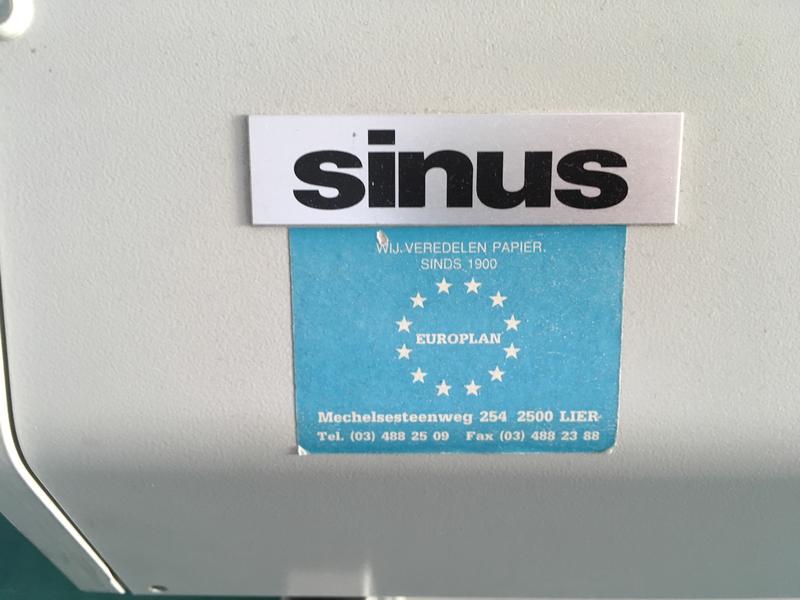 sinus
WIJ VEREDELEN PAPIER.
SINDS 1900
EUROPLAN
Mechelsesteenweg 254 2500 LIER
Tel. (03) 488 25 09 Fax (03) 488 23 88